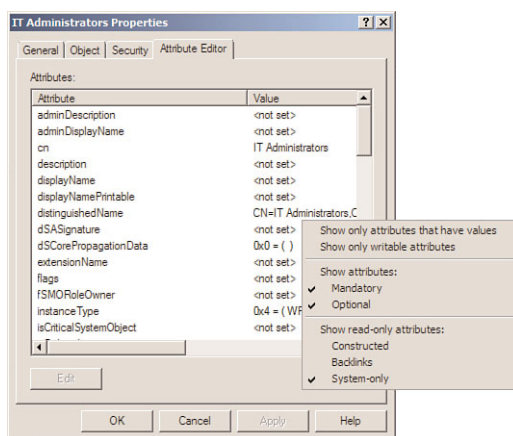 IT Administrators Properties
General Object Security Attribute Editor
Attributes:
Attribute Value
adminDescription <not set>
adminDisplayName <not set>
cn IT Administrators
description <not set>
displayName <not set>
displayNamePrintable <not set>
distinguishedName CN=IT Administrators,C
dSASignature <not set>
dSCorePropagationData 0x0 = ( )
extensionName <not set>
flags <not set>
fSMORoleOwner <not set>
instanceType 0x4 = ( WR
isCriticalSystemObject <not set>
Edit
OK Cancel Apply Help
Show only attributes that have values
Show only writable attributes
Show attributes:
Mandatory
Optional
Show read-only attributes:
Constructed
Backlinks
System-only